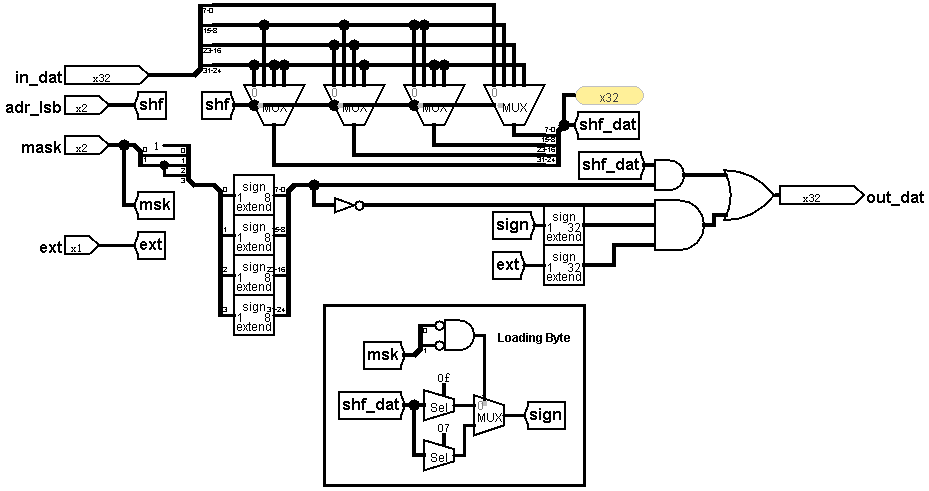 7-0
15-8
23-16
31-24
in_dat x32
adr_lsb x2 shf
shf 0 MUX 0 MUX 0 MUX 0 MUX
x32
shf_dat
7-0
15-8
23-16
31-24
mask x2
0 1
1 1
2
3
msk
ext x1 ext
0 sign 1 8 extend 7-0
1 sign 1 8 extend 15-8
2 sign 1 8 extend 23-16
3 sign 1 8 extend 31-24
shf_dat
x32 out_dat
sign sign 1 32 extend
ext sign 1 32 extend
Loading Byte
msk 0 1
0f
shf_dat Sel 0 MUX sign
07
Sel